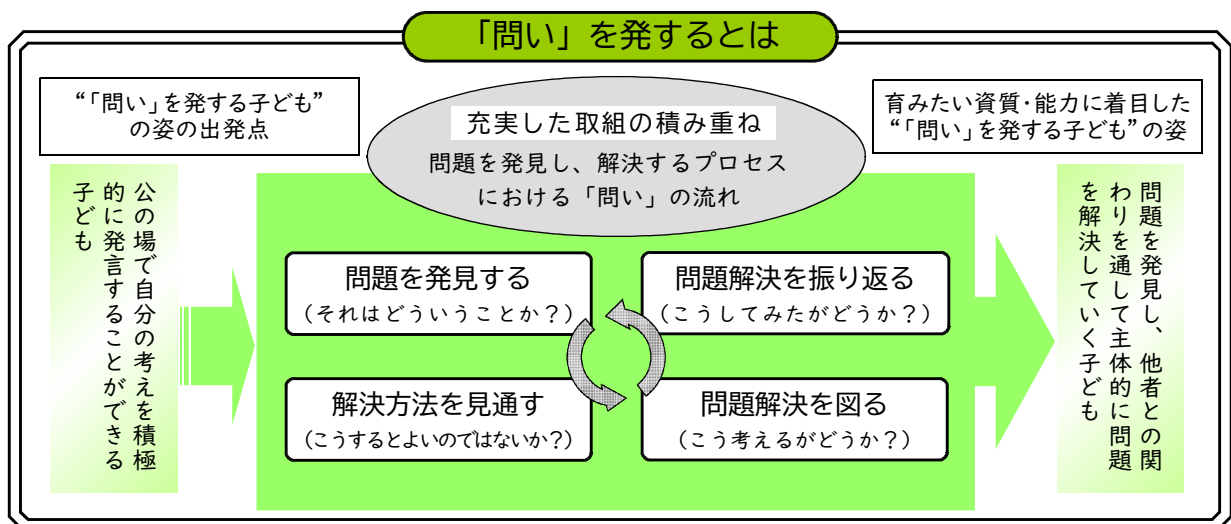 「問い」を発するとは
“「問い」を発する子ども”
の姿の出発点
公の場で自分の考えを積極
的に発言することができる
子ども
充実した取組の積み重ね
問題を発見し、解決するプロセス
における「問い」の流れ
問題を発見する
(それはどういうことか?)
解決方法を見通す
(こうするとよいのではないか?)
問題解決を図る
(こう考えるがどうか?)
問題解決を振り返る
(こうしてみたがどうか?)
育みたい資質・能力に着目した
“「問い」を発する子ども”の姿
問題を発見し、他者との関
わりを通して主体的に問題
を解決していく子ども